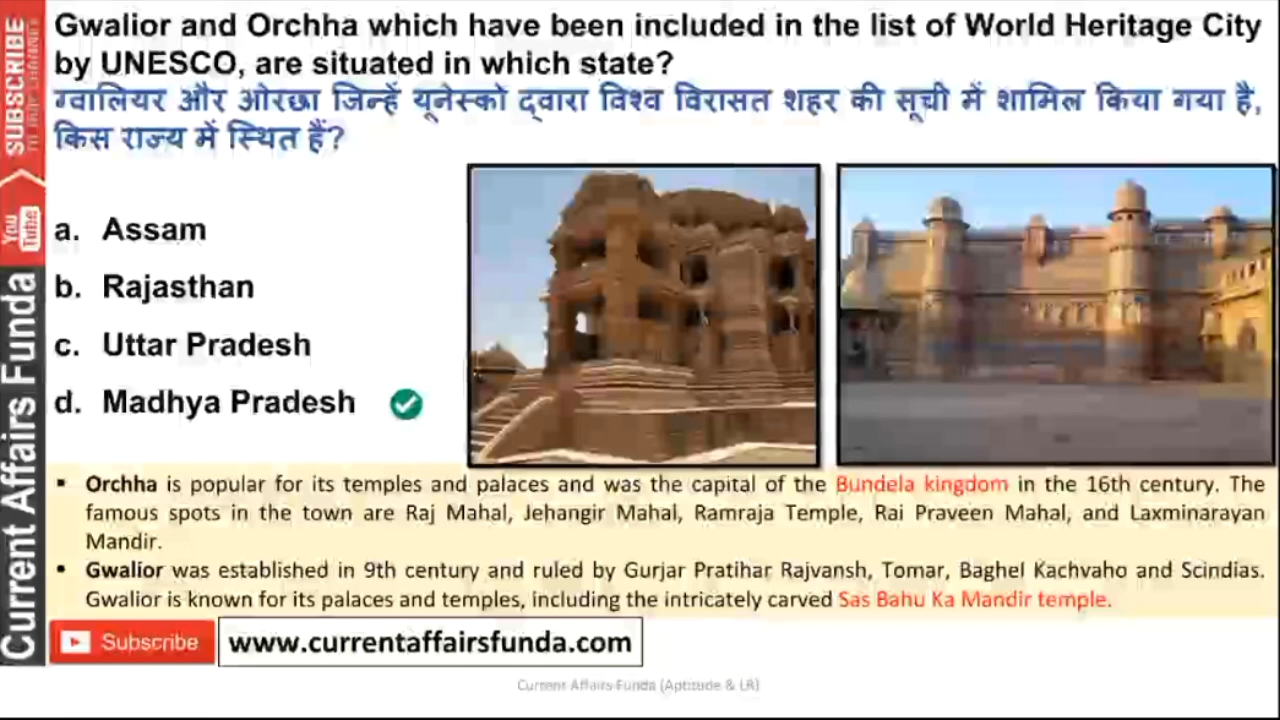 Gwalior and Orchha which have been included in the list of World Heritage City
by UNESCO, are situated in which state?
ग्वालियर और ओरछा जिन्हें यूनेस्को द्वारा विश्व विरासत शहर की सूची में शामिल किया गया है,
किस राज्य में स्थित हैं?
a. Assam
b. Rajasthan
c. Uttar Pradesh
d. Madhya Pradesh
▪ Orchha is popular for its temples and palaces and was the capital of the Bundela kingdom in the 16th century. The
famous spots in the town are Raj Mahal, Jehangir Mahal, Ramraja Temple, Rai Praveen Mahal, and Laxminarayan
Mandir.
▪ Gwalior was established in 9th century and ruled by Gurjar Pratihar Rajvansh, Tomar, Baghel Kachvaho and Scindias.
Gwalior is known for its palaces and temples, including the intricately carved Sas Bahu Ka Mandir temple.
Subscribe
www.currentaffairsfunda.com
Current Affairs Funda (Aptitude & LR)
SUBSCRIBE
TO OUR CHANNEL
You
Tube
Current Affairs Funda